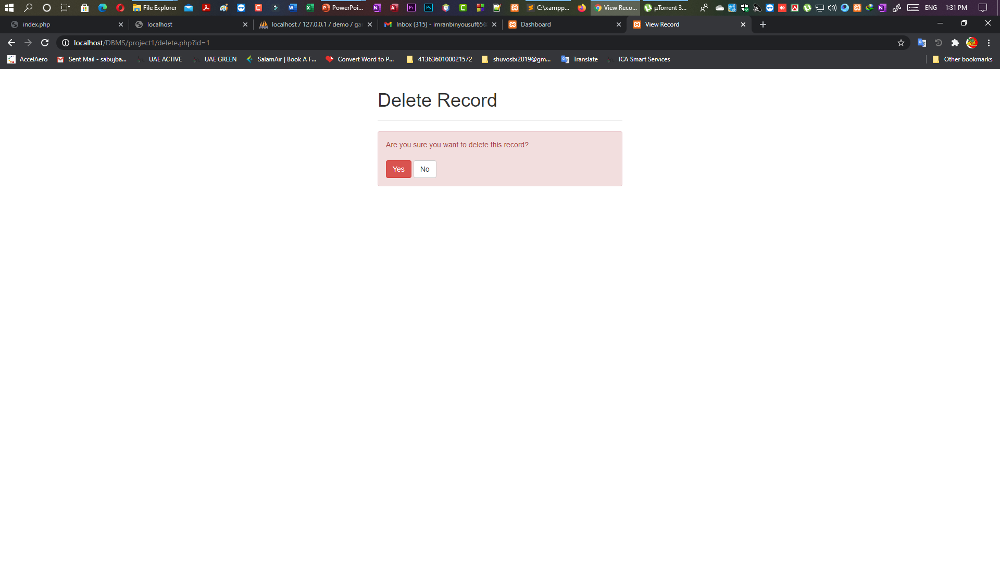 File Explorer PowerPoi... C:\xampp... View Reco... µTorrent 3... ENG 1:31 PM
index.php localhost localhost / 127.0.0.1 / demo / ga Inbox (315) - imranbinyousuf65@ Dashboard View Record
localhost/DBMS/project1/delete.php?id=1
AccelAero Sent Mail - sabujba... UAE ACTIVE UAE GREEN SalamAir | Book A F... Convert Word to P... 4136360100021572 shuvosbi2019@gm... Translate ICA Smart Services Other bookmarks
Delete Record
Are you sure you want to delete this record?
Yes No